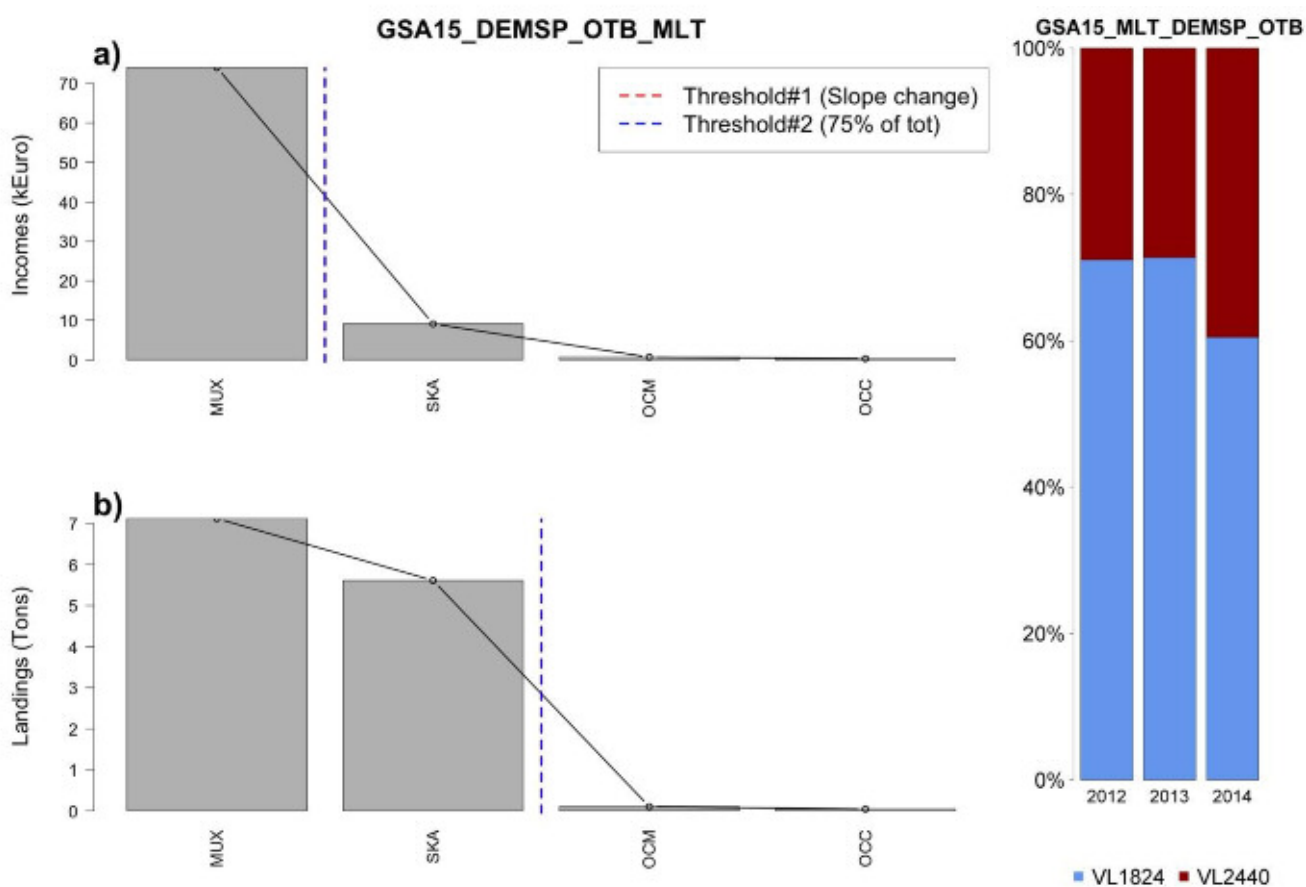 GSA15_DEMSP_OTB_MLT
a)
Incomes (kEuro)
70
60
50
40
30
20
10
0
Threshold#1 (Slope change)
Threshold#2 (75% of tot)
MUX SKA OCM OCC
b)
Landings (Tons)
7
6
5
4
3
2
1
0
MUX SKA OCM OCC
GSA15_MLT_DEMSP_OTB
100%
80%
60%
40%
20%
0%
2012 2013 2014
VL1824 VL2440